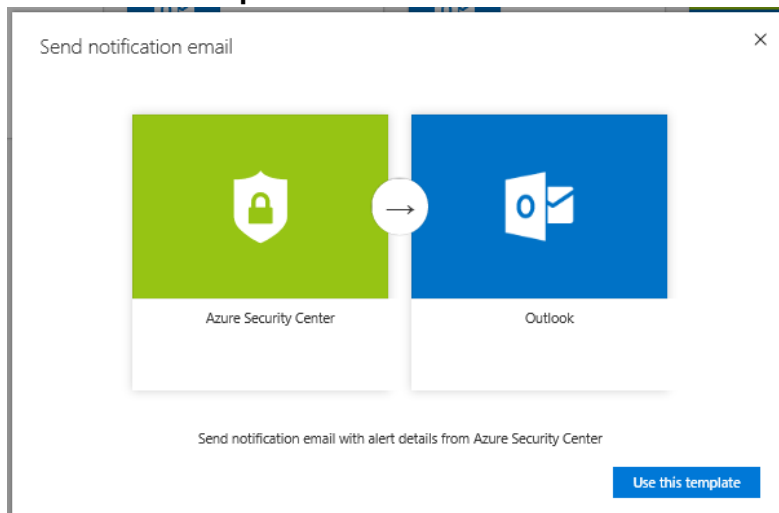 Send notification email
Azure Security Center
Outlook
Send notification email with alert details from Azure Security Center
Use this template